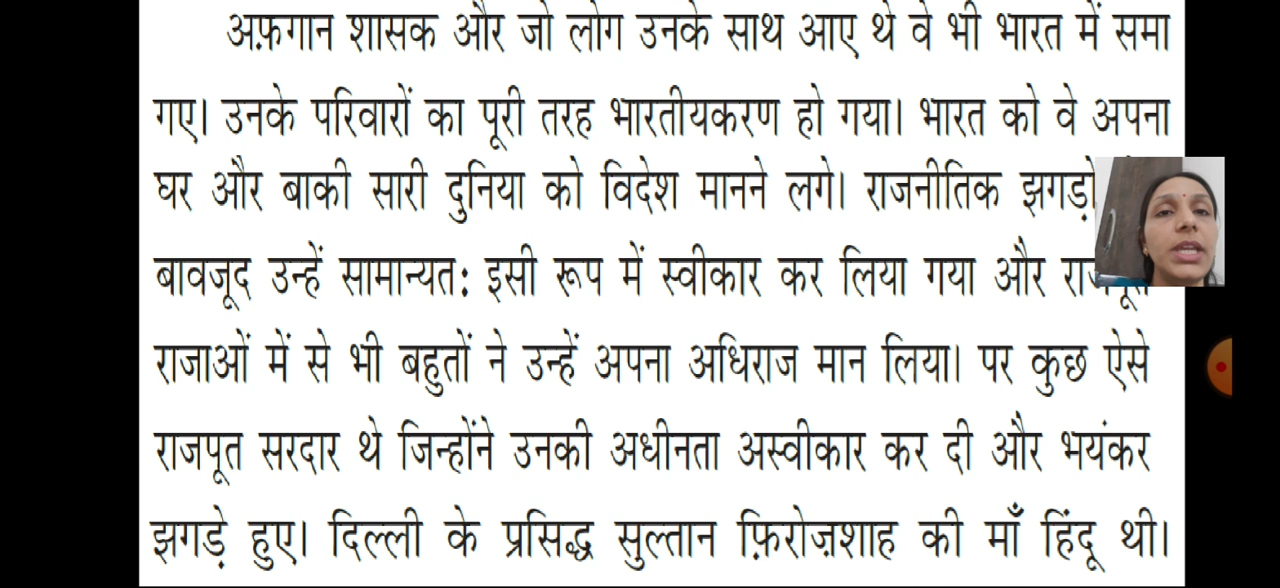 अफ़गान शासक और जो लोग उनके साथ आए थे वे भी भारत में समा
गए। उनके परिवारों का पूरी तरह भारतीयकरण हो गया। भारत को वे अपना
घर और बाकी सारी दुनिया को विदेश मानने लगे। राजनीतिक
बावजूद उन्हें सामान्यत: इसी रूप में स्वीकार कर लिया गया और
राजाओं में से भी बहुतों ने उन्हें अपना अधिराज मान लिया। पर कुछ ऐसे
राजपूत सरदार थे जिन्होंने उनकी अधीनता अस्वीकार कर दी और भयंकर
झगड़े हुए। दिल्ली के प्रसिद्ध सुल्तान फ़िरोज़शाह की माँ हिंदू थी।